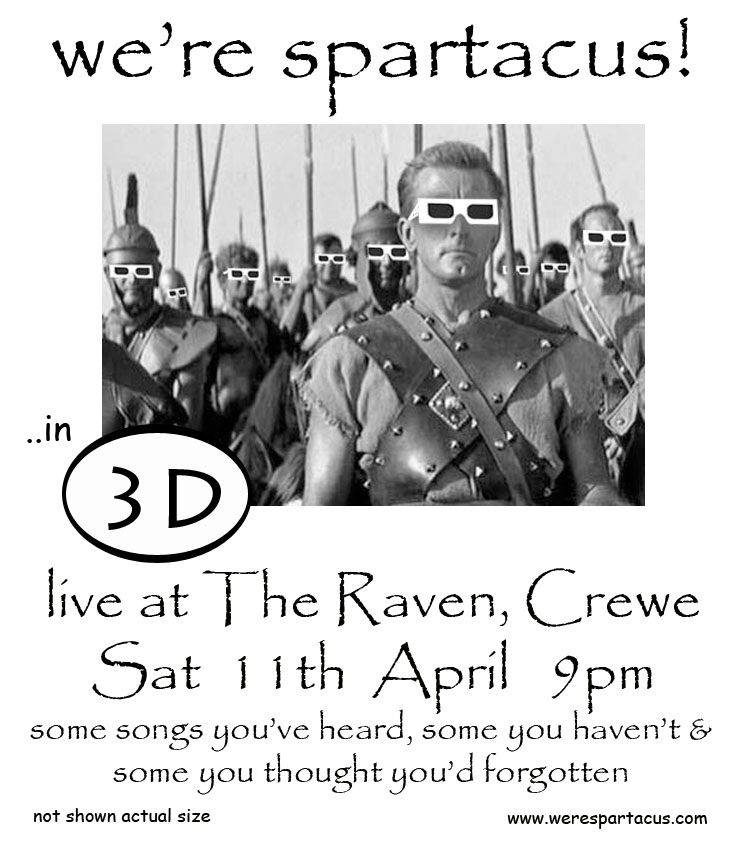 we're spartacus!
..in
3D
live at The Raven, Crewe
Sat 11th April 9pm
some songs you've heard, some you haven't &
some you thought you'd forgotten
not shown actual size
www.werespartacus.com